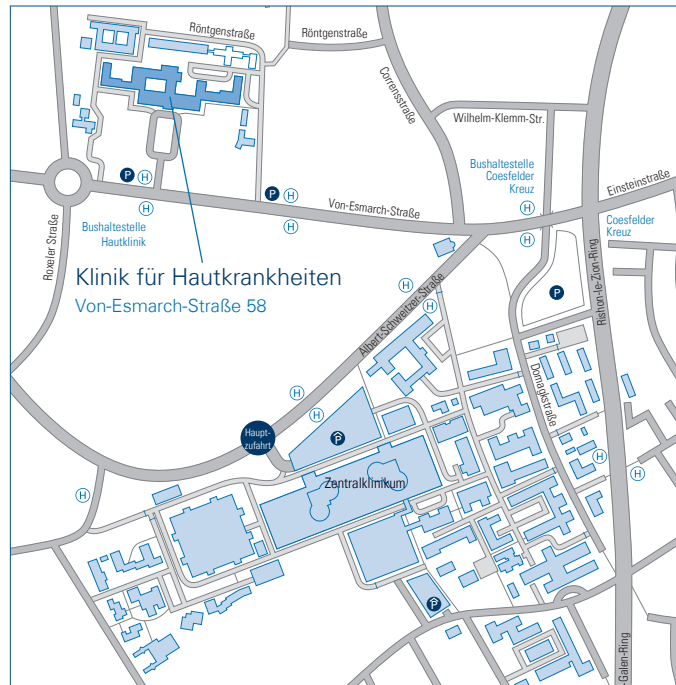 Röntgenstraße
Röntgenstraße
Corrensstraße
Wilhelm-Klemm-Str.
Bushaltestelle
Coesfelder
Kreuz
Einsteinstraße
P
H
P
H
H
H
H
H
Von-Esmarch-Straße
Bushaltestelle
Hautklinik
Coesfelder
Kreuz
Roxeler Straße
Klinik für Hautkrankheiten
Von-Esmarch-Straße 58
Rishon-le-Zion-Ring
H
H
P
Albert-Schweitzer-Straße
Domagkstraße
H
H
Haupt-
zufahrt
P
H
H
Zentralklinikum
H
P
-Galen-Ring